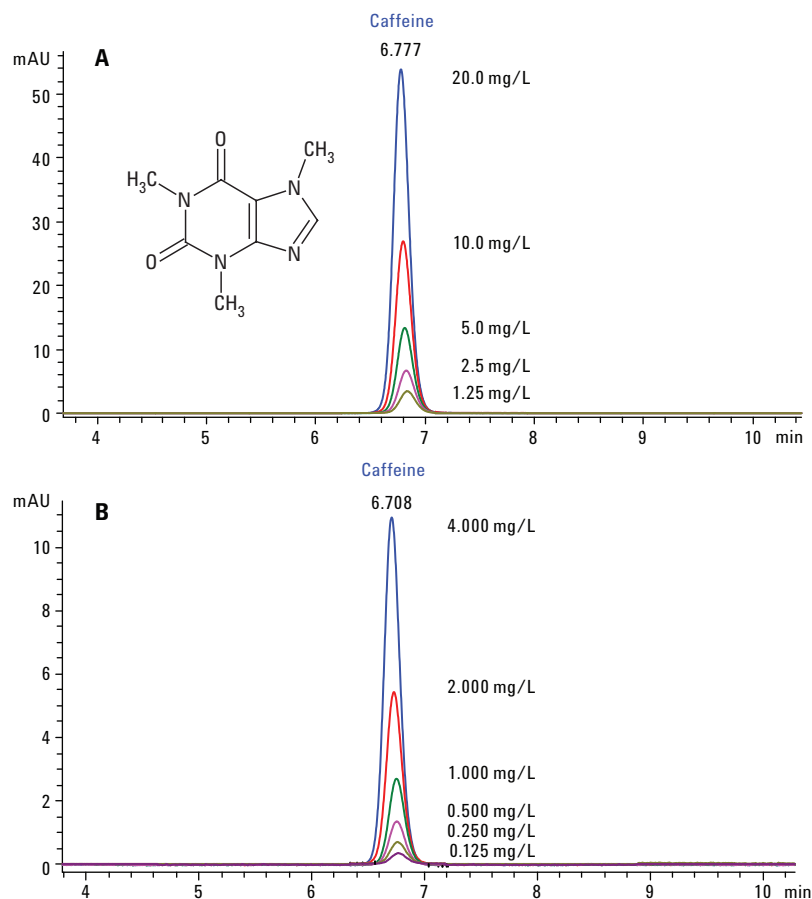 Caffeine
6.777
mAU
A
20.0 mg/L
50
40
30
20
10
0
O
CH3
H3C
N
N
O
N
N
CH3
10.0 mg/L
5.0 mg/L
2.5 mg/L
1.25 mg/L
4 5 6 7 8 9 10 min
Caffeine
6.708
mAU
B
4.000 mg/L
10
8
6
4
2
0
2.000 mg/L
1.000 mg/L
0.500 mg/L
0.250 mg/L
0.125 mg/L
4 5 6 7 8 9 10 min